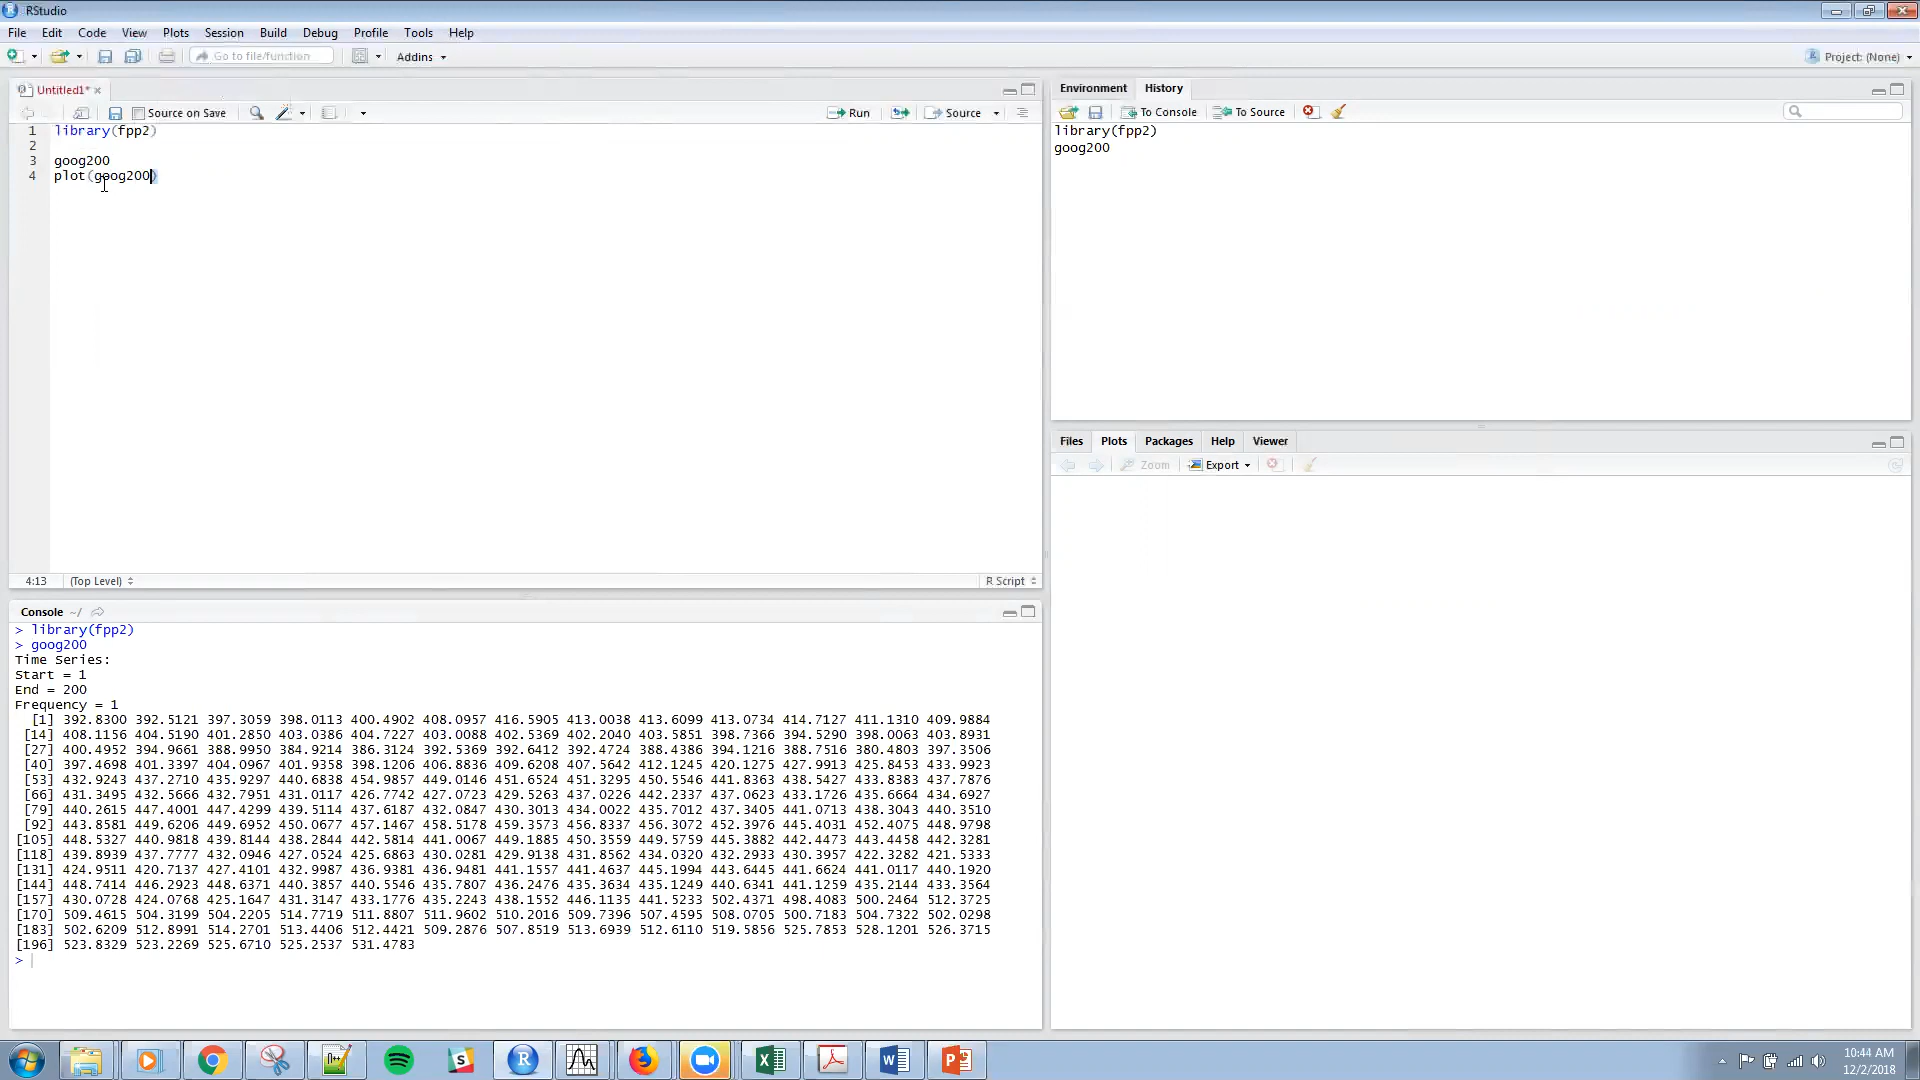 RStudio
File Edit Code View Plots Session Build Debug Profile Tools Help
Go to file/function Addins Project: (None)
Untitled1*
Source on Save Run Source
1 library(fpp2)
2
3 goog200
4 plot(goog200)
4:13 (Top Level) R Script
Console ~/
> library(fpp2)
> goog200
Time Series:
Start = 1
End = 200
Frequency = 1
[1] 392.8300 392.5121 397.3059 398.0113 400.4902 408.0957 416.5905 413.0038 413.6099 413.0734 414.7127 411.1310 409.9884
[14] 408.1156 404.5190 401.2850 403.0386 404.7227 403.0088 402.5369 402.2040 403.5851 398.7366 394.5290 398.0063 403.8931
[27] 400.4952 394.9661 388.9950 384.9214 386.3124 392.5369 392.6412 392.4724 388.4386 394.1216 388.7516 380.4803 397.3506
[40] 397.4698 401.3397 404.0967 401.9358 398.1206 406.8836 409.6208 407.5642 412.1245 420.1275 427.9913 425.8453 433.9923
[53] 432.9243 437.2710 435.9297 440.6838 454.9857 449.0146 451.6524 451.3295 450.5546 441.8363 438.5427 433.8383 437.7876
[66] 431.3495 432.5666 432.7951 431.0117 426.7742 427.0723 429.5263 437.0226 442.2337 437.0623 433.1726 435.6664 434.6927
[79] 440.2615 447.4001 447.4299 439.5114 437.6187 432.0847 430.3013 434.0022 435.7012 437.3405 441.0713 438.3043 440.3510
[92] 443.8581 449.6206 449.6952 450.0677 457.1467 458.5178 459.3573 456.8337 456.3072 452.3976 445.4031 452.4075 448.9798
[105] 448.5327 440.9818 439.8144 438.2844 442.5814 441.0067 449.1885 450.3559 449.5759 445.3882 442.4473 443.4458 442.3281
[118] 439.8939 437.7777 432.0946 427.0524 425.6863 430.0281 429.9138 431.8562 434.0320 432.2933 430.3957 422.3282 421.5333
[131] 424.9511 420.7137 427.4101 432.9987 436.9381 436.9481 441.1557 441.4637 445.1994 443.6445 441.6624 441.0117 440.1920
[144] 448.7414 446.2923 448.6371 440.3857 440.5546 435.7807 436.2476 435.3634 435.1249 440.6341 441.1259 435.2144 433.3564
[157] 430.0728 424.0768 425.1647 431.3147 433.1776 435.2243 438.1552 446.1135 441.5233 502.4371 498.4083 500.2464 512.3725
[170] 509.4615 504.3199 504.2205 514.7719 511.8807 511.9602 510.2016 509.7396 507.4595 508.0705 500.7183 504.7322 502.0298
[183] 502.6209 512.8991 514.2701 513.4406 512.4421 509.2876 507.8519 513.6939 512.6110 519.5856 525.7853 528.1201 526.3715
[196] 523.8329 523.2269 525.6710 525.2537 531.4783
>
Environment History
To Console To Source
library(fpp2)
goog200
Files Plots Packages Help Viewer
Zoom Export
10:44 AM
12/2/2018